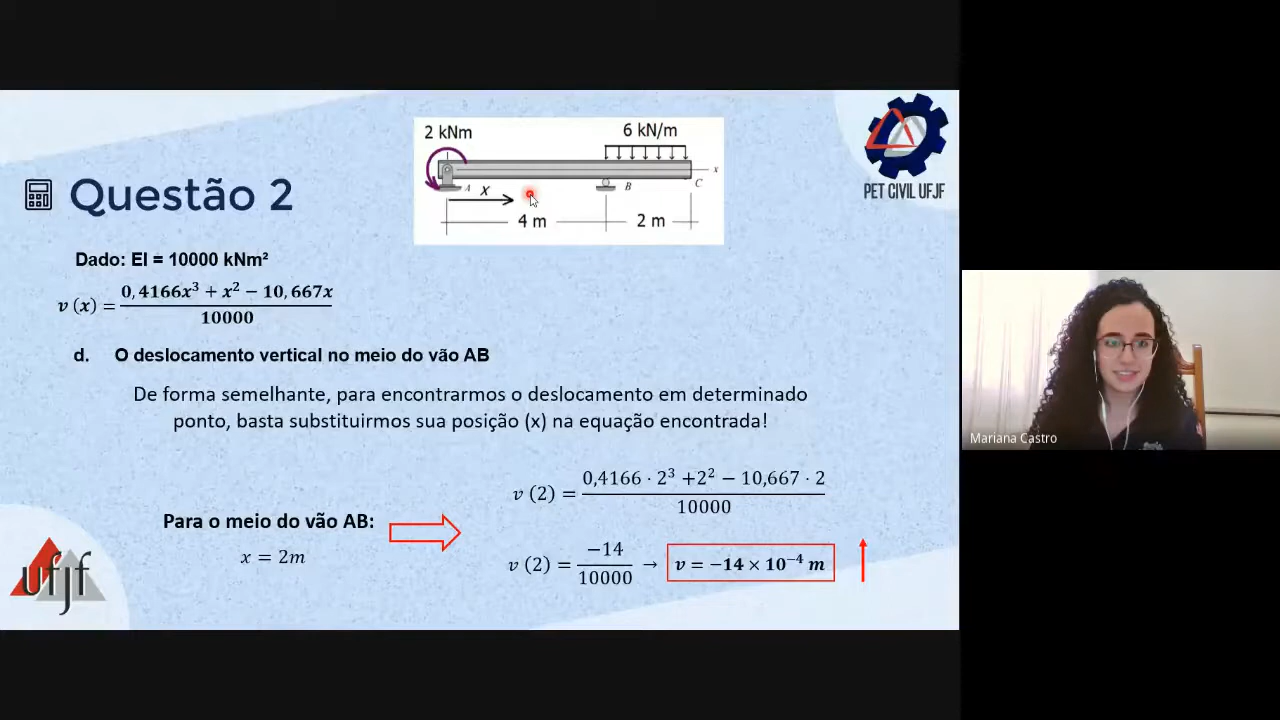 2 kNm
6 kN/m
A
X
B
C
x
4 m
2 m
PET CIVIL UFJF
Questão 2
Dado: EI = 10000 kNm²
v (x) = 0,4166x³ + x² − 10,667x
10000
d. O deslocamento vertical no meio do vão AB
De forma semelhante, para encontrarmos o deslocamento em determinado
ponto, basta substituirmos sua posição (x) na equação encontrada!
v (2) = 0,4166 · 2³ +2² − 10,667 · 2
10000
Para o meio do vão AB:
x = 2m
v (2) = −14
10000 → v = −14 × 10⁻⁴ m
ufjf
Mariana Castro